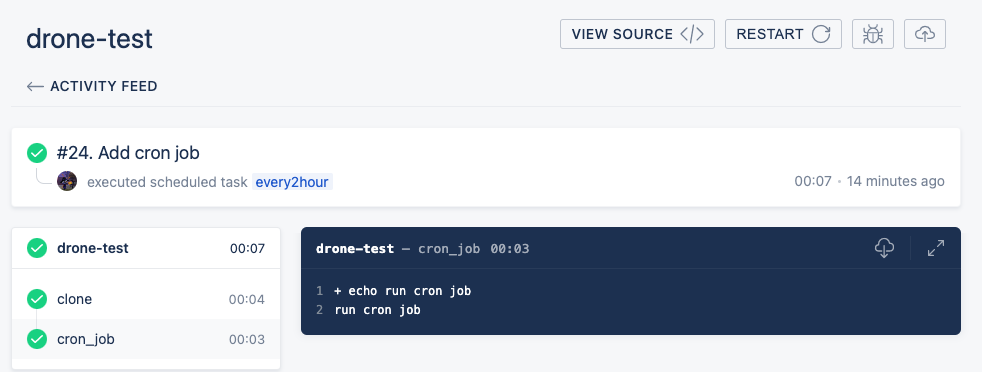 drone-test
VIEW SOURCE </>
RESTART
← ACTIVITY FEED
#24. Add cron job
executed scheduled task every2hour
00:07 • 14 minutes ago
drone-test 00:07
clone 00:04
cron_job 00:03
drone-test — cron_job 00:03
1 + echo run cron job
2 run cron job